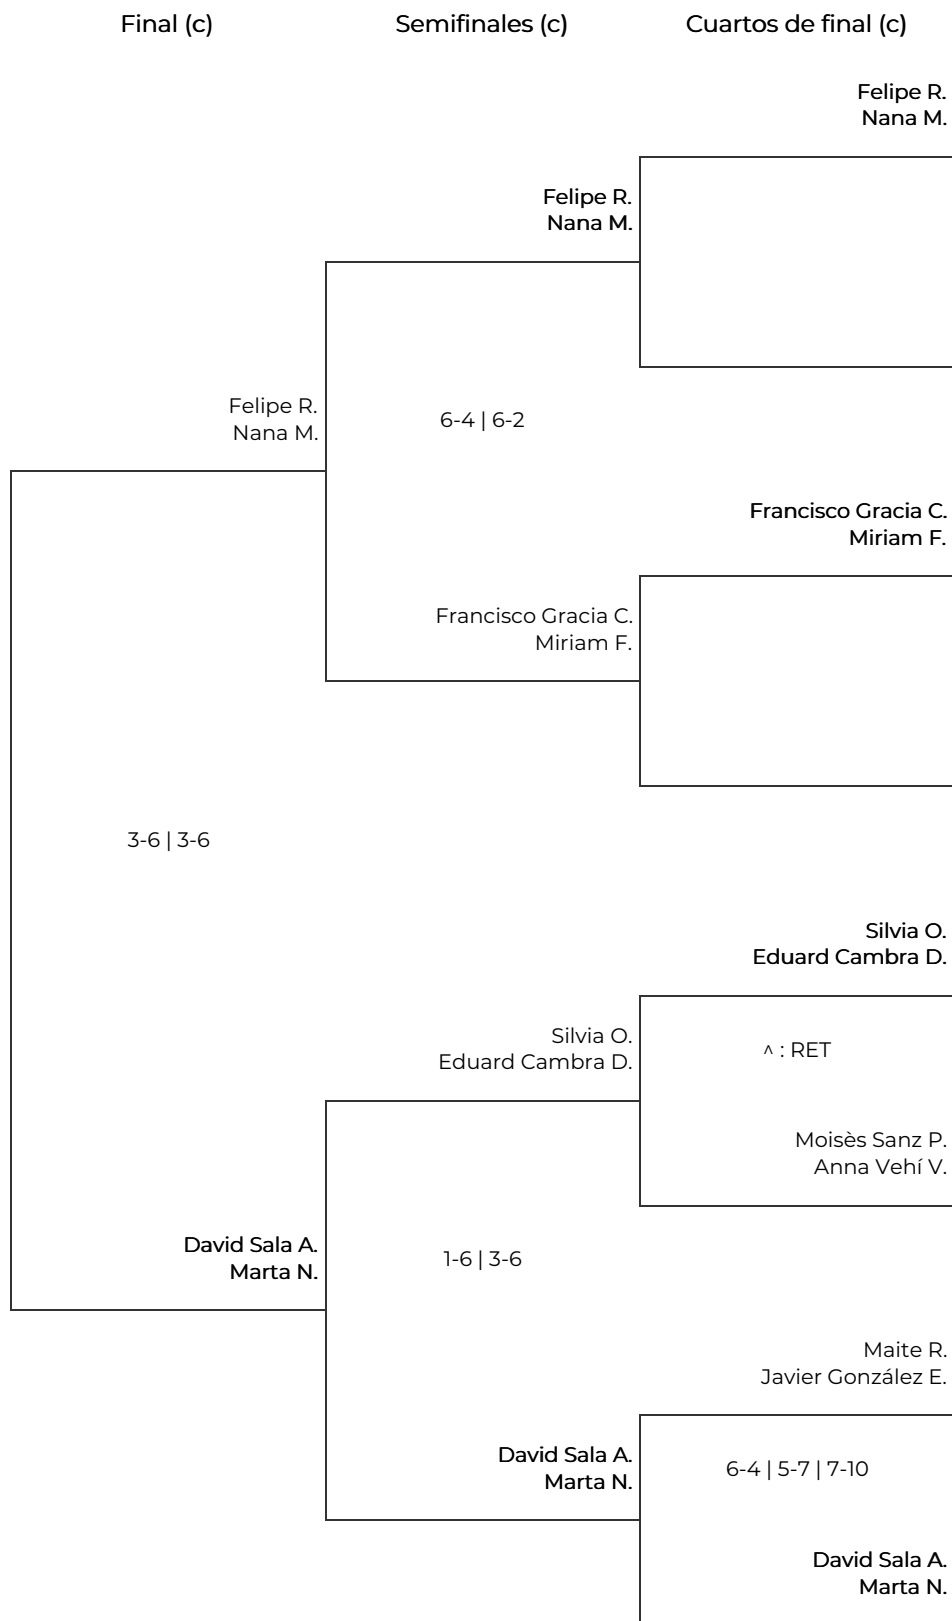 Final (c)
Semifinales (c)
Cuartos de final (c)
Felipe R.
Nana M.
Felipe R.
Nana M.
Felipe R.
Nana M.
6-4 | 6-2
Francisco Gracia C.
Miriam F.
Francisco Gracia C.
Miriam F.
3-6 | 3-6
Silvia O.
Eduard Cambra D.
Silvia O.
Eduard Cambra D.
^ : RET
Moisès Sanz P.
Anna Vehí V.
David Sala A.
Marta N.
1-6 | 3-6
Maite R.
Javier González E.
David Sala A.
Marta N.
6-4 | 5-7 | 7-10
David Sala A.
Marta N.